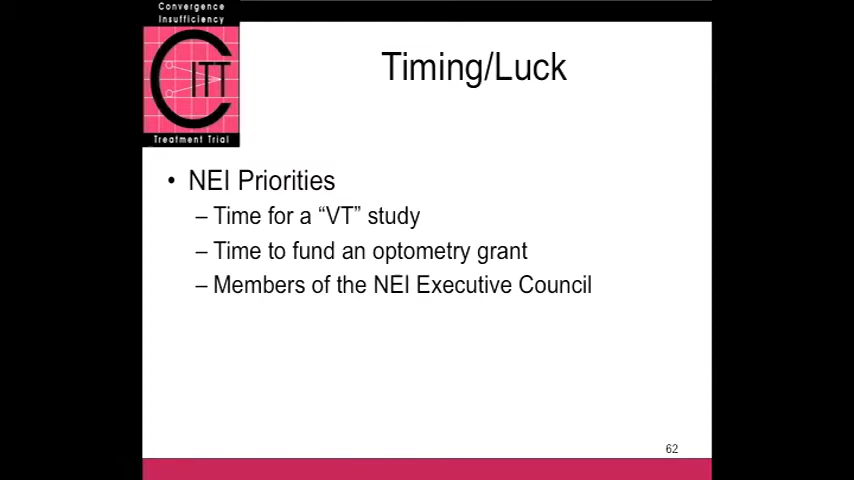 Convergence
Insufficiency
CITT
Treatment Trial
Timing/Luck
• NEI Priorities
– Time for a “VT” study
– Time to fund an optometry grant
– Members of the NEI Executive Council
62